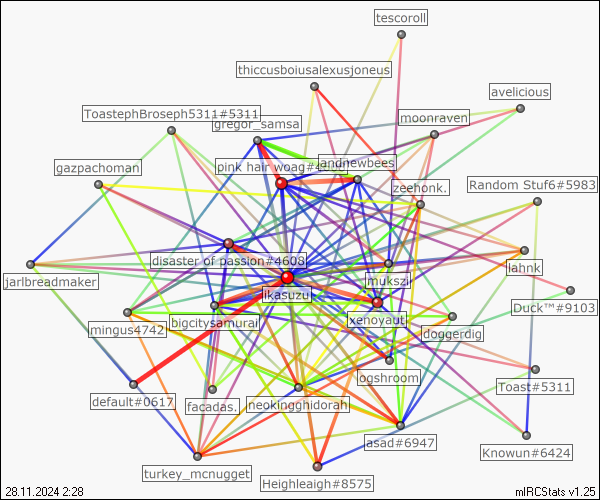 tescoroll
thiccusboiusalexusjoneus
avelicious
ToastephBroseph5311#5311
moonraven
gregor_samsa
gazpachoman
pink hair woag#4
andnewbees
zeehonk.
Random Stuf6#5983
disaster of passion#4608
lahnk
jarlbreadmaker
mukszi
ikasuzu
Duck™#9103
mingus4742
bigcitysamurai
xenoyaut
doggerdig
ogshroom
Toast#5311
default#0617
facadas.
neokingghidorah
asad#6947
Knowun#6424
turkey_mcnugget
Heighleaigh#8575
28.11.2024 2:28
mIRCStats v1.25